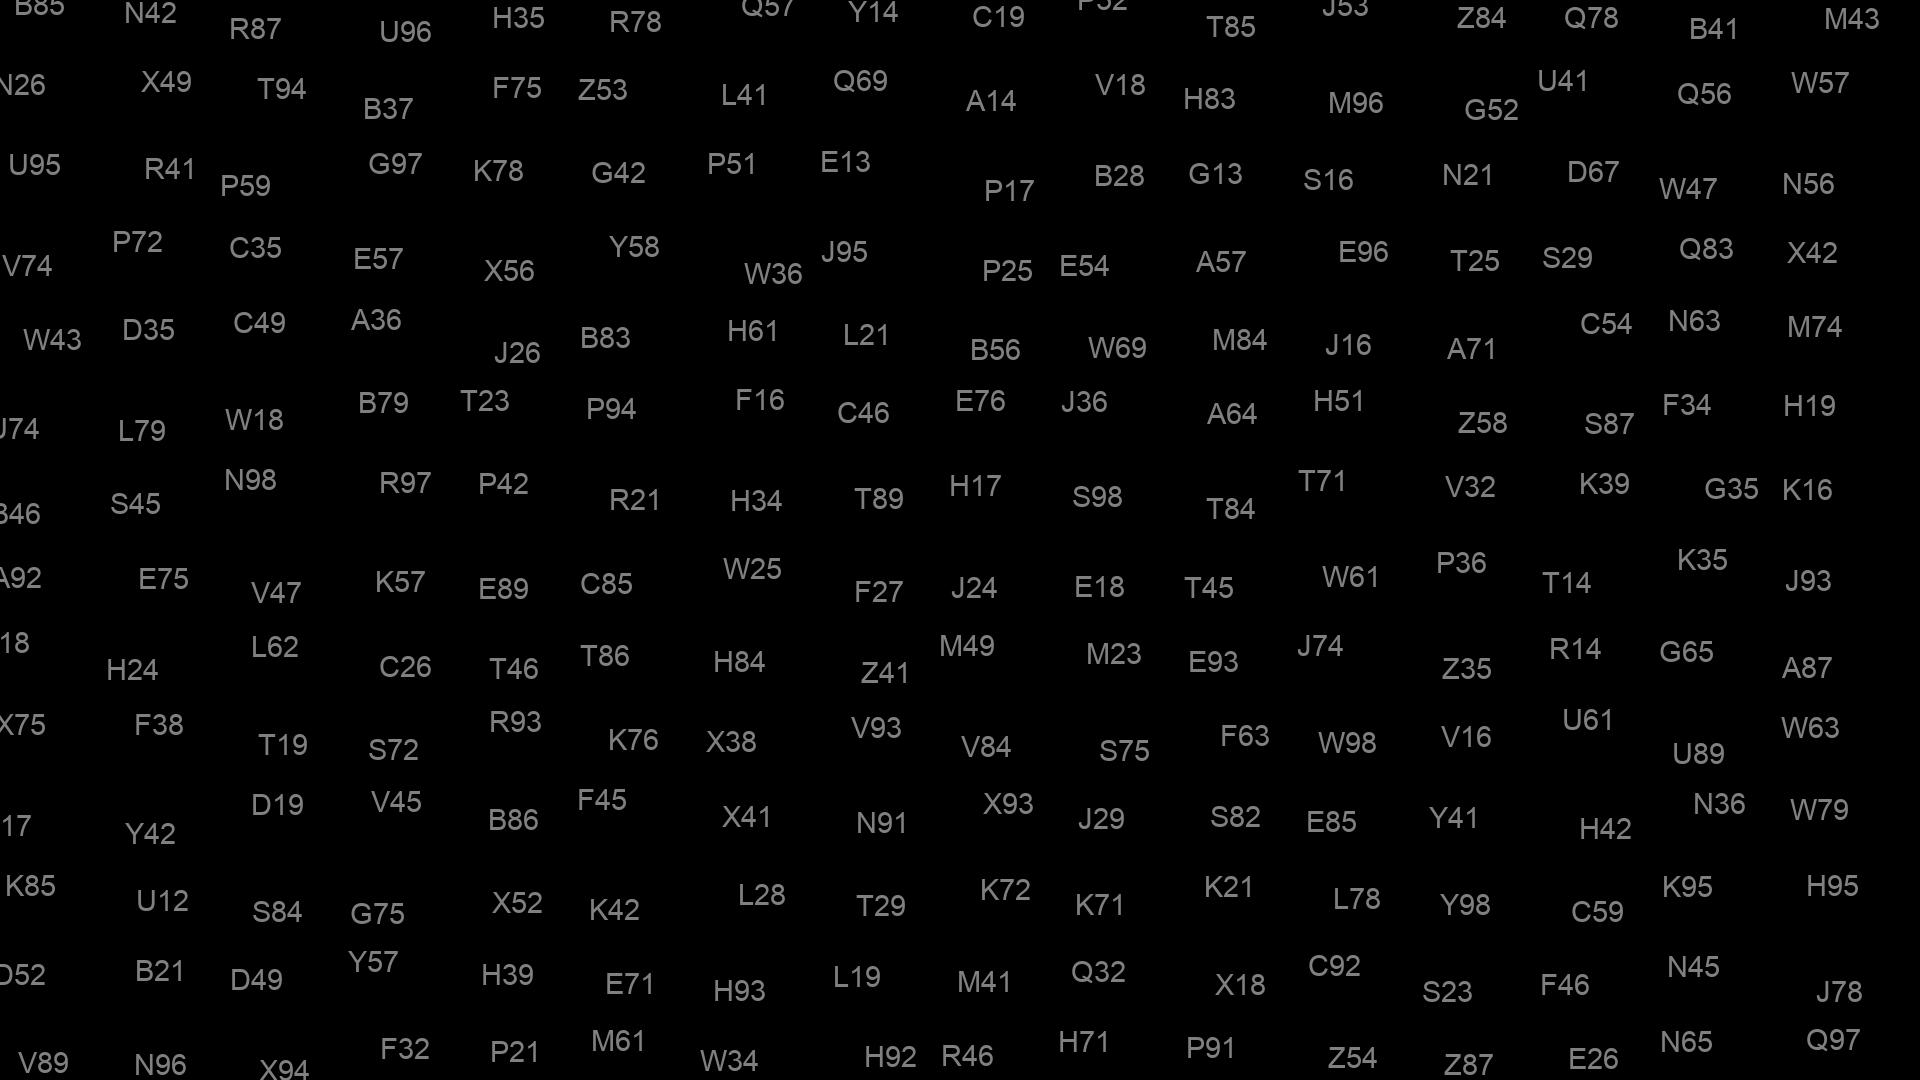 B85 N42 R87 U96 H35 R78 Q57 Y14 C19 T85 J53 Z84 Q78 B41 M43
N26 X49 T94 B37 F75 Z53 L41 Q69 A14 V18 H83 M96 G52 U41 Q56 W57
U95 R41 P59 G97 K78 G42 P51 E13 P17 B28 G13 S16 N21 D67 W47 N56
V74 P72 C35 E57 X56 Y58 W36 J95 P25 E54 A57 E96 T25 S29 Q83 X42
W43 D35 C49 A36 J26 B83 H61 L21 B56 W69 M84 J16 A71 C54 N63 M74
L79 W18 B79 T23 P94 F16 C46 E76 J36 A64 H51 Z58 S87 F34 H19
B46 S45 N98 R97 P42 R21 H34 T89 H17 S98 T84 T71 V32 K39 G35 K16
A92 E75 V47 K57 E89 C85 W25 F27 J24 E18 T45 W61 P36 T14 K35 J93
18 H24 L62 C26 T46 T86 H84 Z41 M49 M23 E93 J74 Z35 R14 G65 A87
X75 F38 T19 S72 R93 K76 X38 V93 V84 S75 F63 W98 V16 U61 U89 W63
17 Y42 D19 V45 B86 F45 X41 N91 X93 J29 S82 E85 Y41 H42 N36 W79
K85 U12 S84 G75 X52 K42 L28 T29 K72 K71 K21 L78 Y98 C59 K95 H95
D52 B21 D49 Y57 H39 E71 H93 L19 M41 Q32 X18 C92 S23 F46 N45 J78
V89 N96 X94 F32 P21 M61 W34 H92 R46 H71 P91 Z54 Z87 E26 N65 Q97